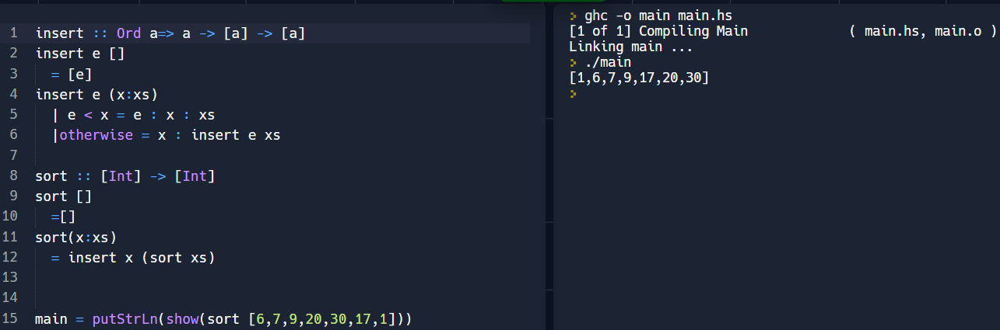 1 insert :: Ord a=> a -> [a] -> [a]
2 insert e []
3 = [e]
4 insert e (x:xs)
5 | e < x = e : x : xs
6 |otherwise = x : insert e xs
7
8 sort :: [Int] -> [Int]
9 sort []
10 =[]
11 sort(x:xs)
12 = insert x (sort xs)
13
14
15 main = putStrLn(show(sort [6,7,9,20,30,17,1]))
> ghc -o main main.hs
[1 of 1] Compiling Main ( main.hs, main.o )
Linking main ...
> ./main
[1,6,7,9,17,20,30]
>